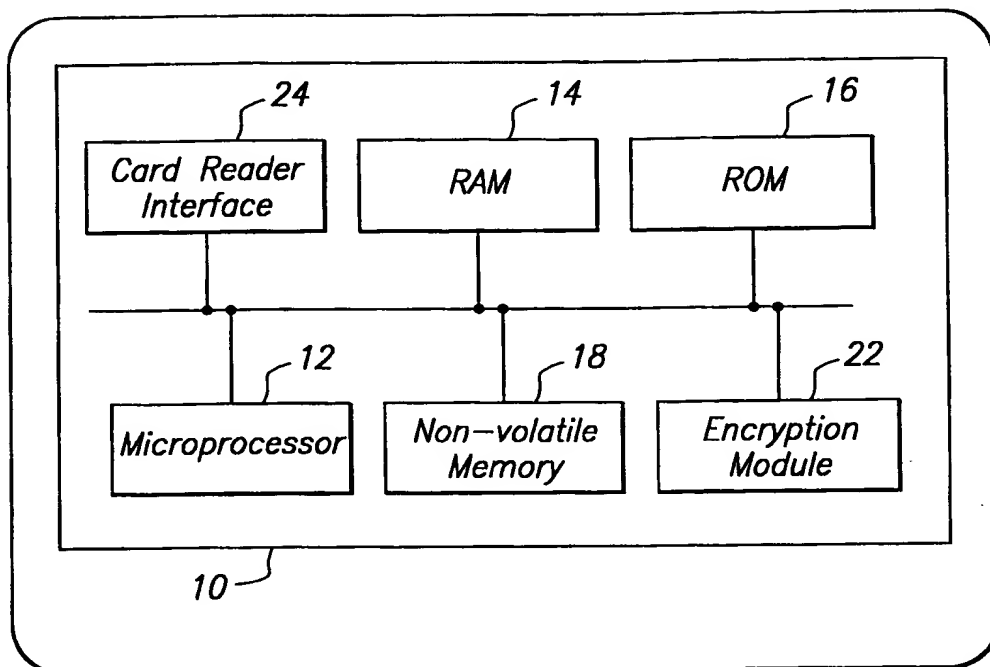 24
14
16
Card Reader
Interface
RAM
ROM
12
18
22
Microprocessor
Non-volatile
Memory
Encryption
Module
10